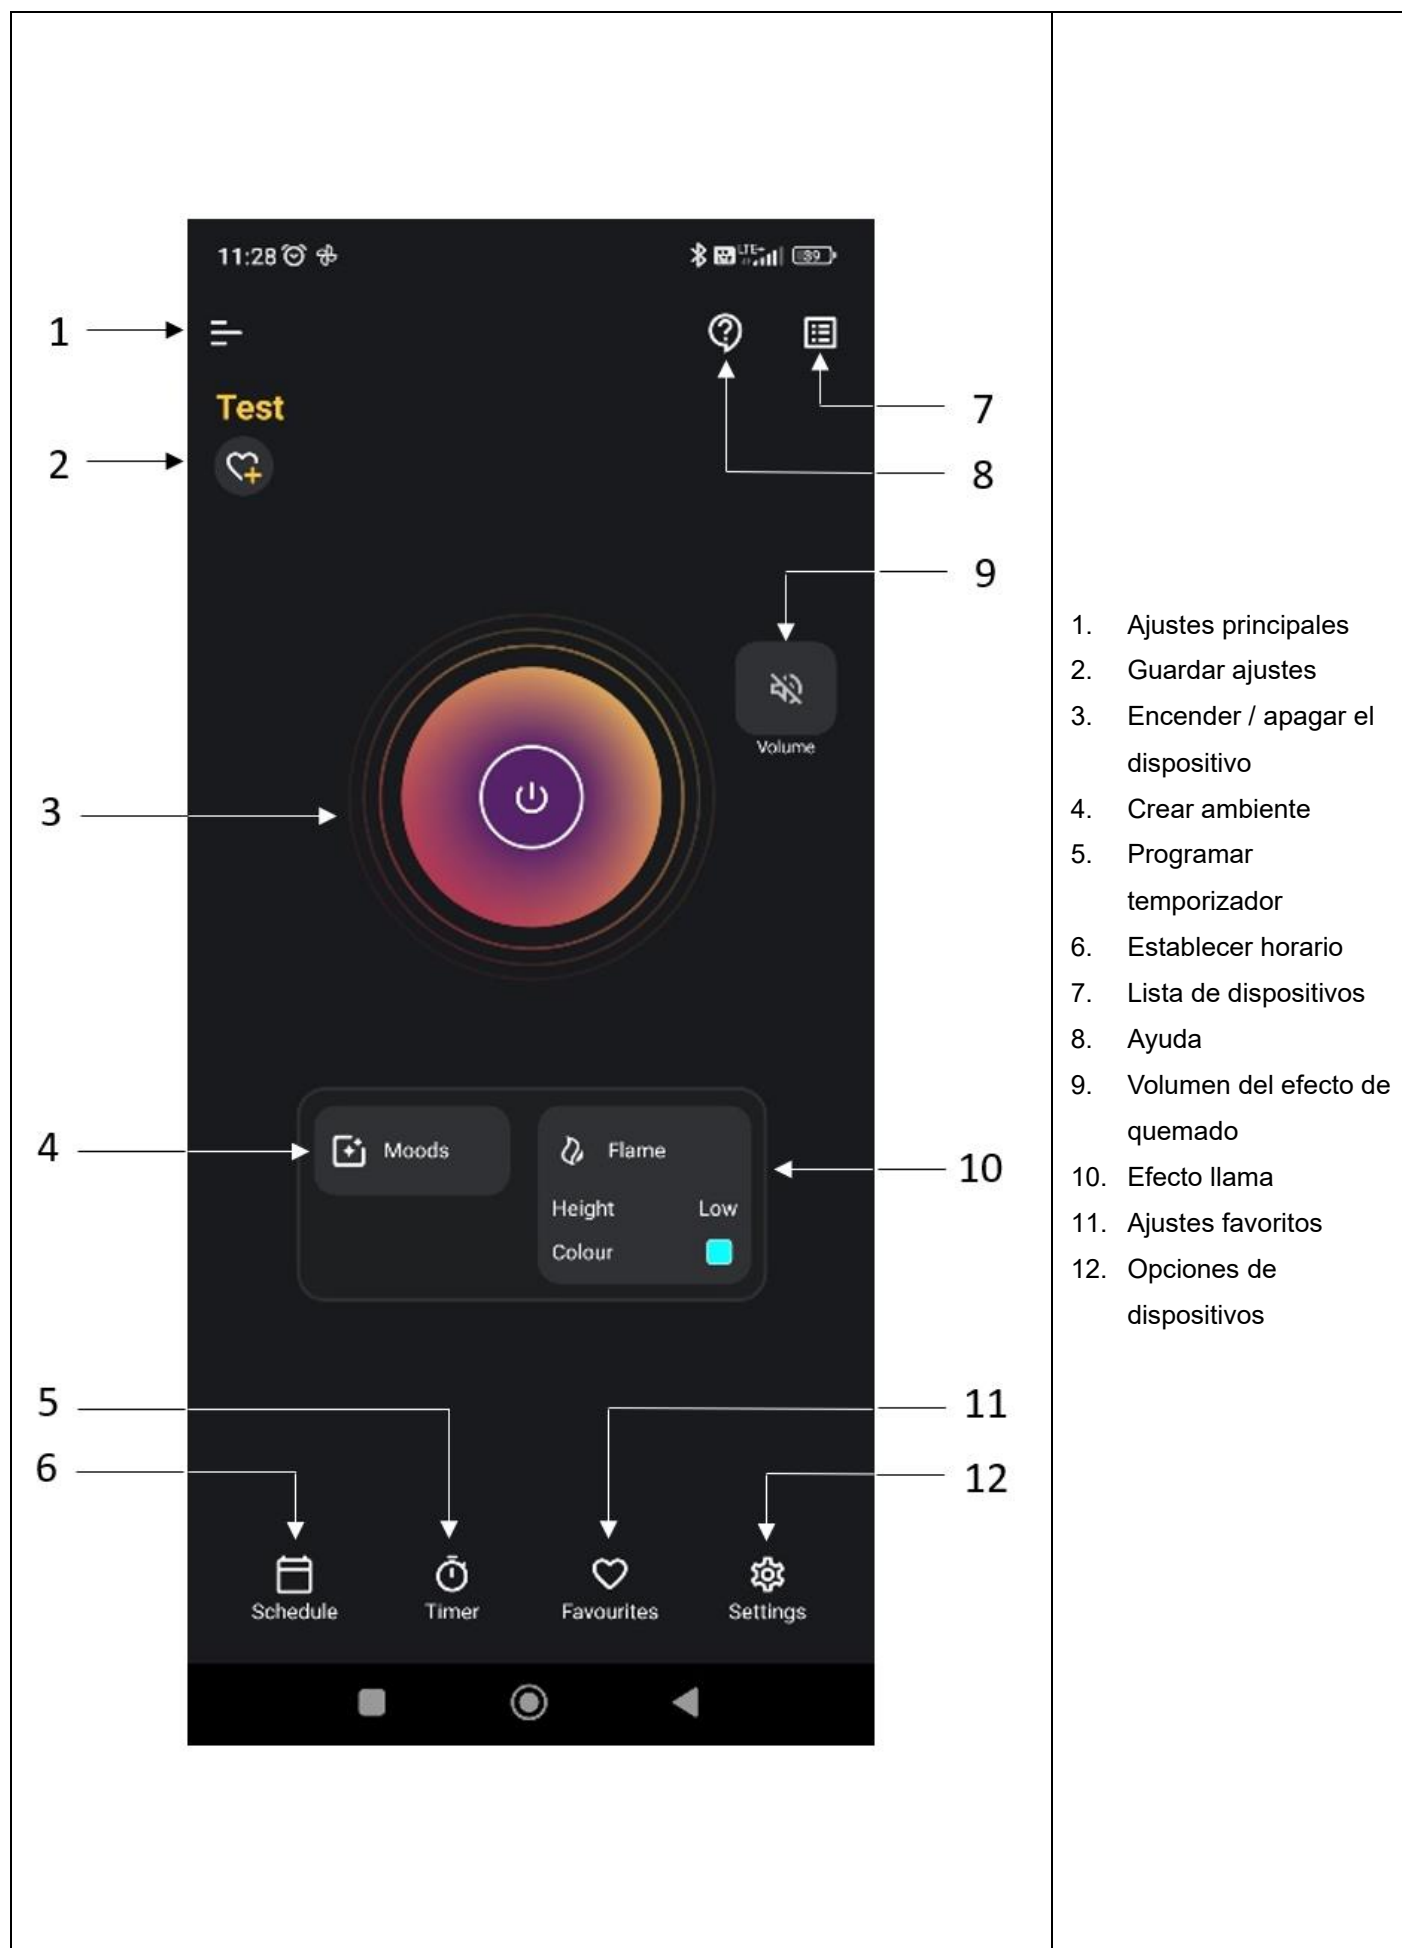 11:28
LTE+
39
1
Test
7
2
8
9
Volume
3
4
Moods
Flame
10
Height Low
Colour
5
11
6
12
Schedule Timer Favourites Settings
1. Ajustes principales
2. Guardar ajustes
3. Encender / apagar el
dispositivo
4. Crear ambiente
5. Programar
temporizador
6. Establecer horario
7. Lista de dispositivos
8. Ayuda
9. Volumen del efecto de
quemado
10. Efecto llama
11. Ajustes favoritos
12. Opciones de
dispositivos